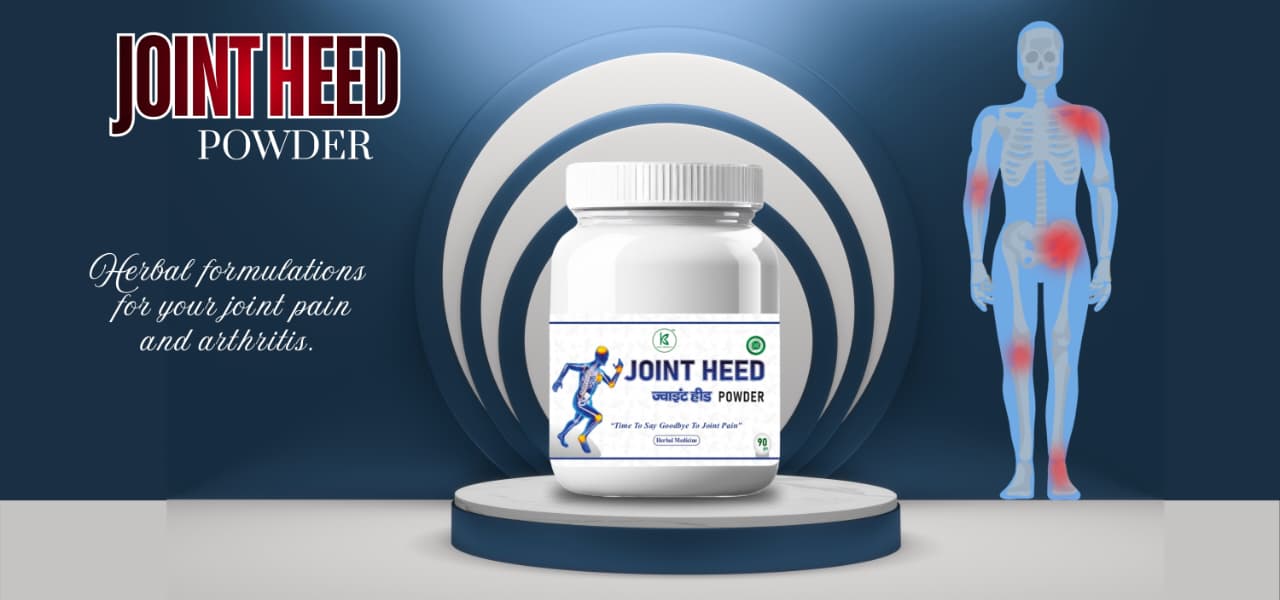 JOINT HEED
POWDER
Herbal formulations
for your joint pain
and arthritis.
K
JOINT HEED
ज्वाइंट हीड POWDER
"Time To Say Goodbye To Joint Pain"
Herbal Medicine
90